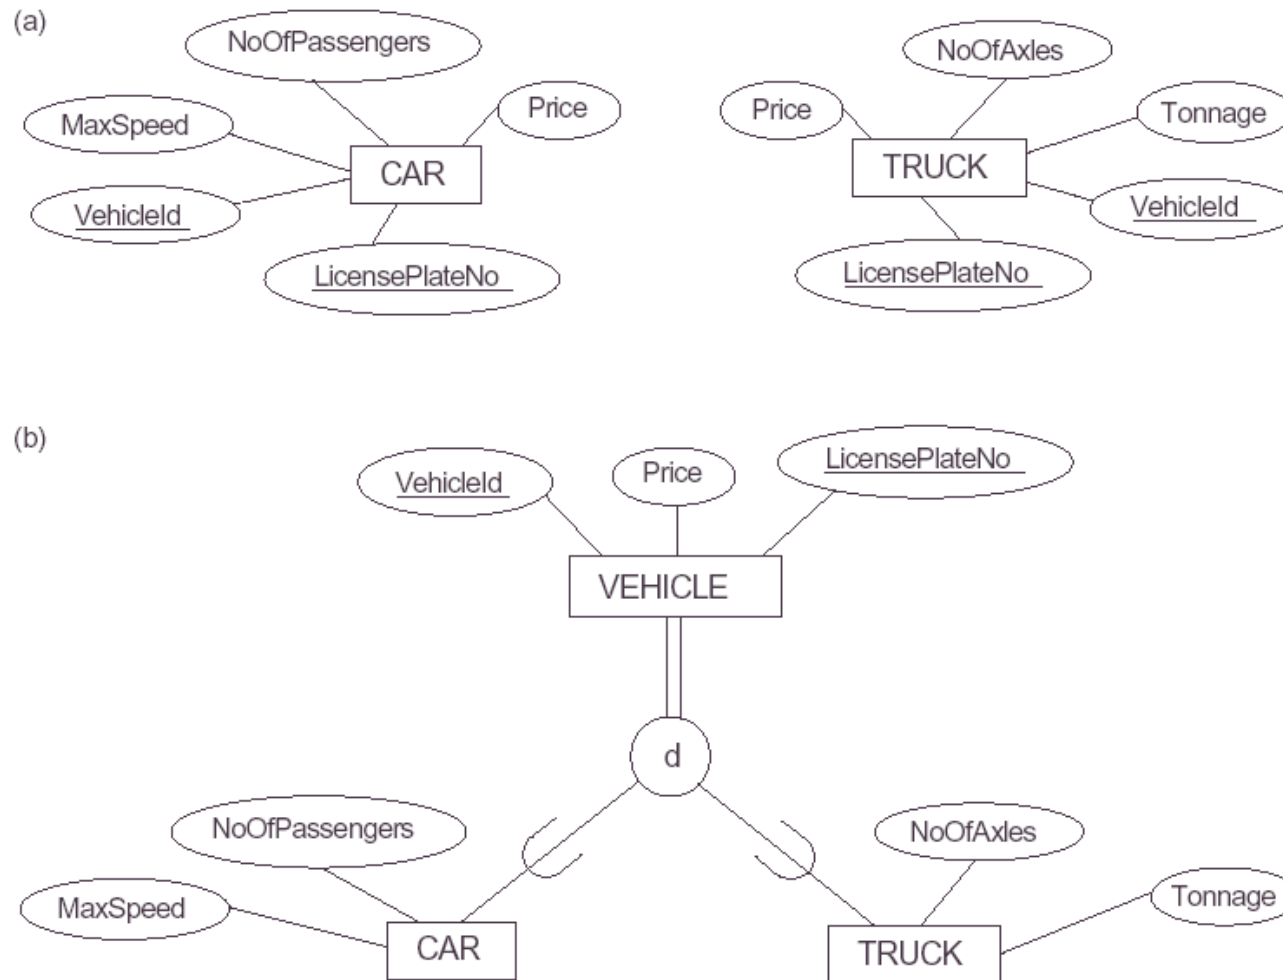 (a)
NoOfPassengers
NoOfAxles
Price
Price
Tonnage
MaxSpeed
CAR
TRUCK
VehicleId
VehicleId
LicensePlateNo
LicensePlateNo
(b)
VehicleId
Price
LicensePlateNo
VEHICLE
d
NoOfPassengers
NoOfAxles
MaxSpeed
Tonnage
CAR
TRUCK